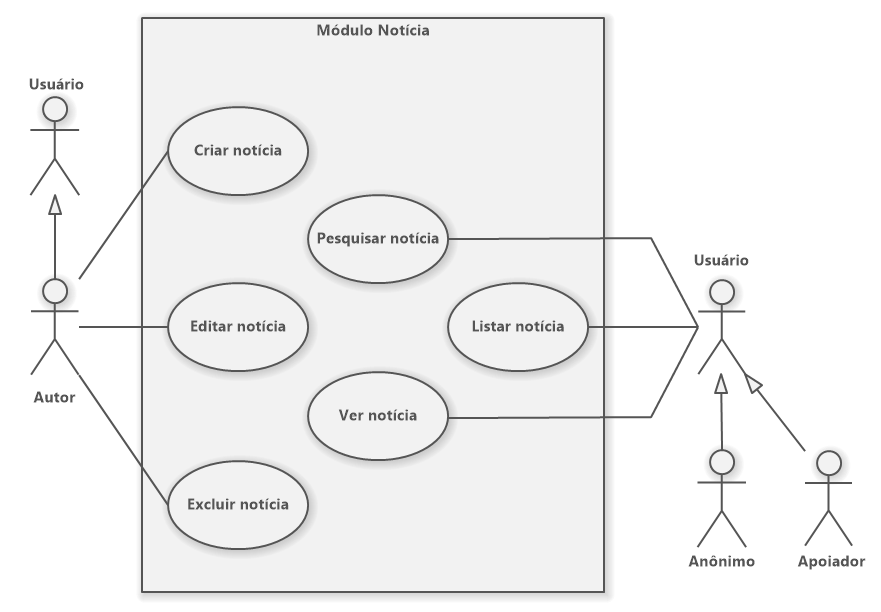 Módulo Notícia
Usuário
Criar notícia
Pesquisar notícia
Usuário
Editar notícia
Listar notícia
Autor
Ver notícia
Excluir notícia
Anônimo
Apoiador